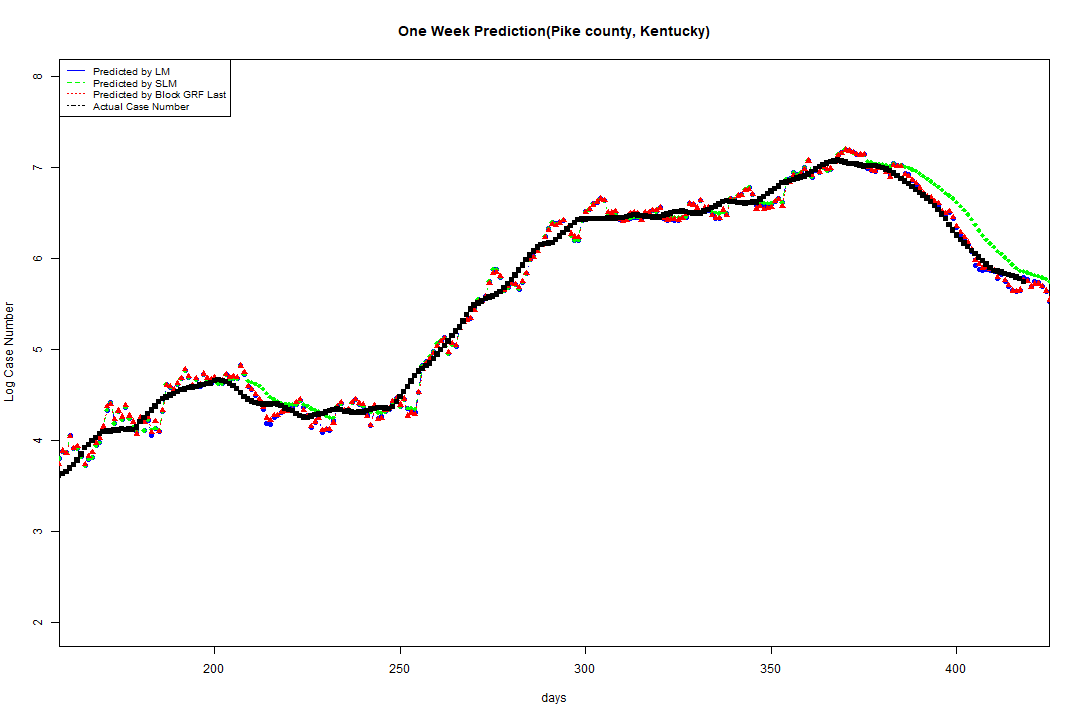 One Week Prediction(Pike county, Kentucky)
Predicted by LM
Predicted by SLM
Predicted by Block GRF Last
Actual Case Number
8
7
6
5
4
3
2
Log Case Number
200
250
300
350
400
days